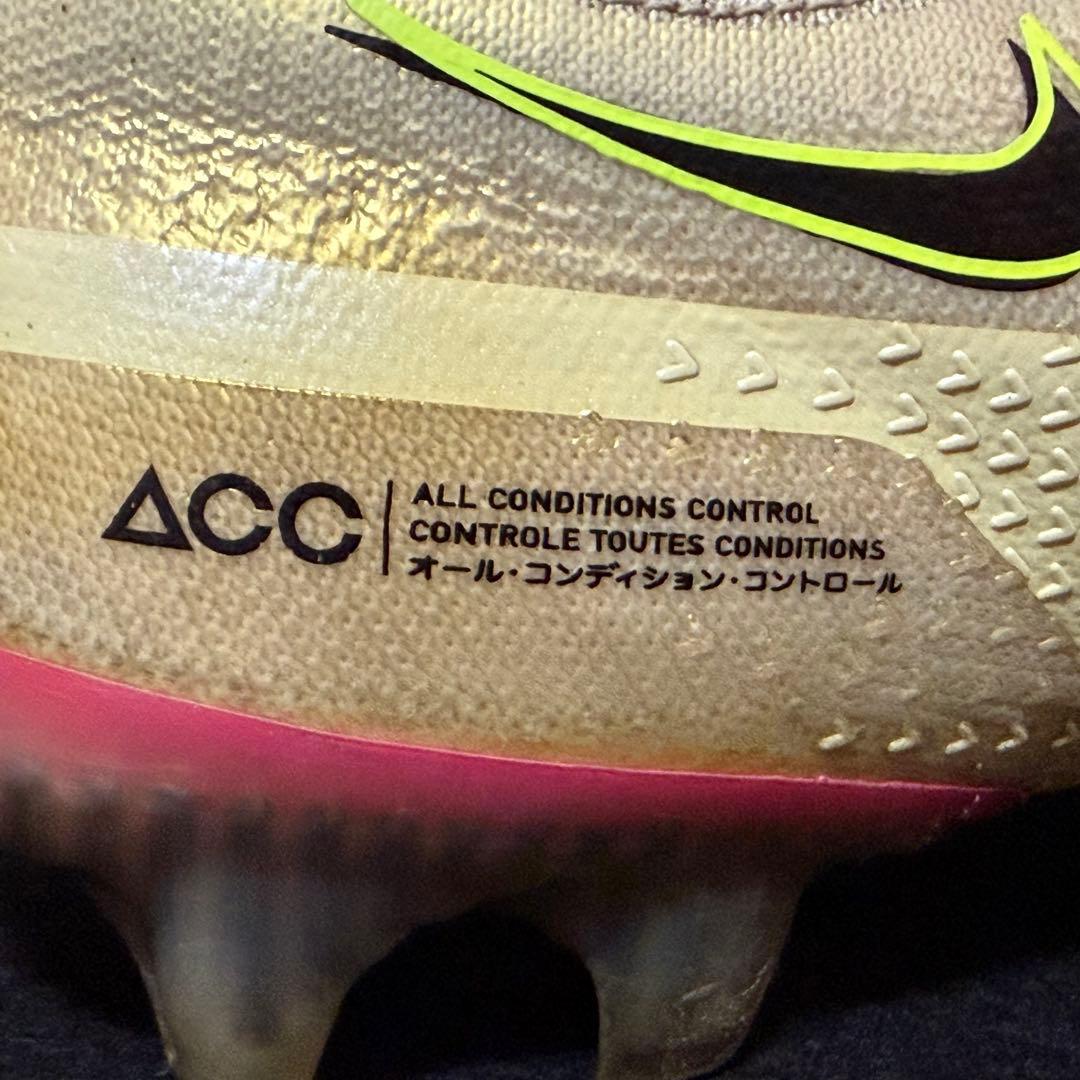 ACC
ALL CONDITIONS CONTROL
CONTROLE TOUTES CONDITIONS
オール・コンディション・コントロール